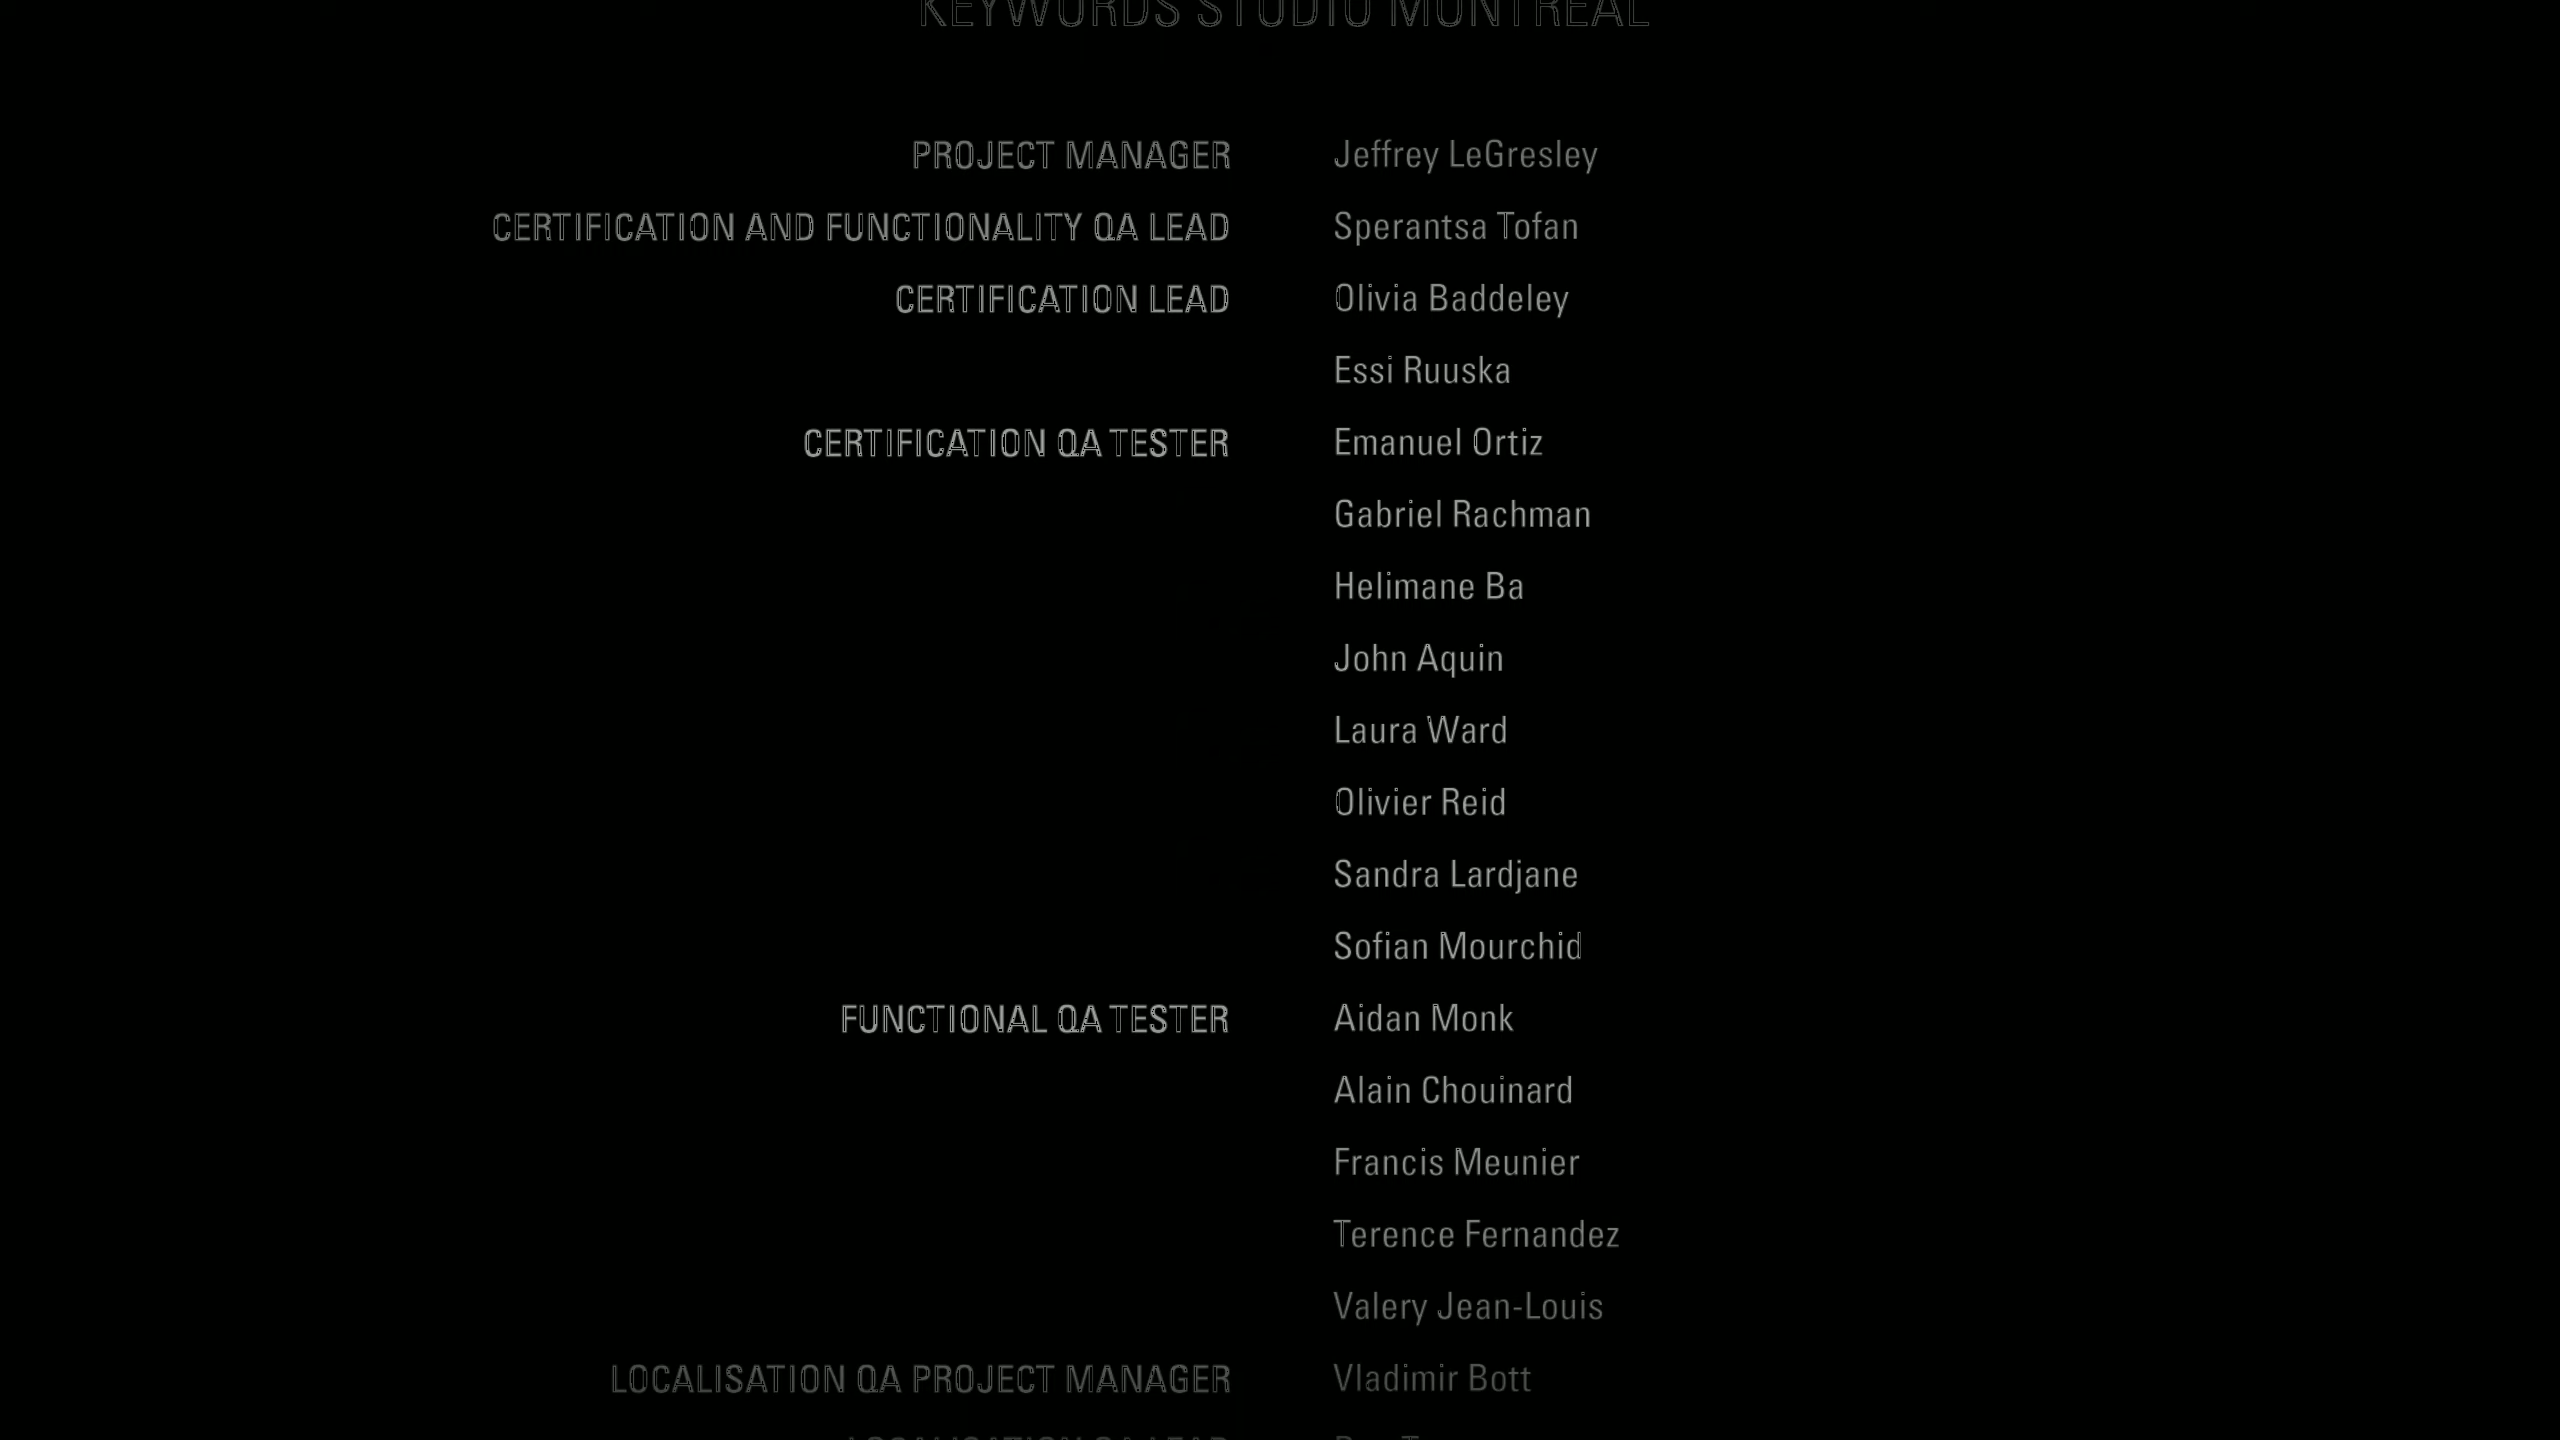 KEYWORDS STUDIO MONTREAL
PROJECT MANAGER Jeffrey LeGresley
CERTIFICATION AND FUNCTIONALITY QA LEAD Sperantsa Tofan
CERTIFICATION LEAD Olivia Baddeley
Essi Ruuska
CERTIFICATION QA TESTER Emanuel Ortiz
Gabriel Rachman
Helimane Ba
John Aquin
Laura Ward
Olivier Reid
Sandra Lardjane
Sofian Mourchid
FUNCTIONAL QA TESTER Aidan Monk
Alain Chouinard
Francis Meunier
Terence Fernandez
Valery Jean-Louis
LOCALISATION QA PROJECT MANAGER Vladimir Bott
LOCALISATION QA LEAD